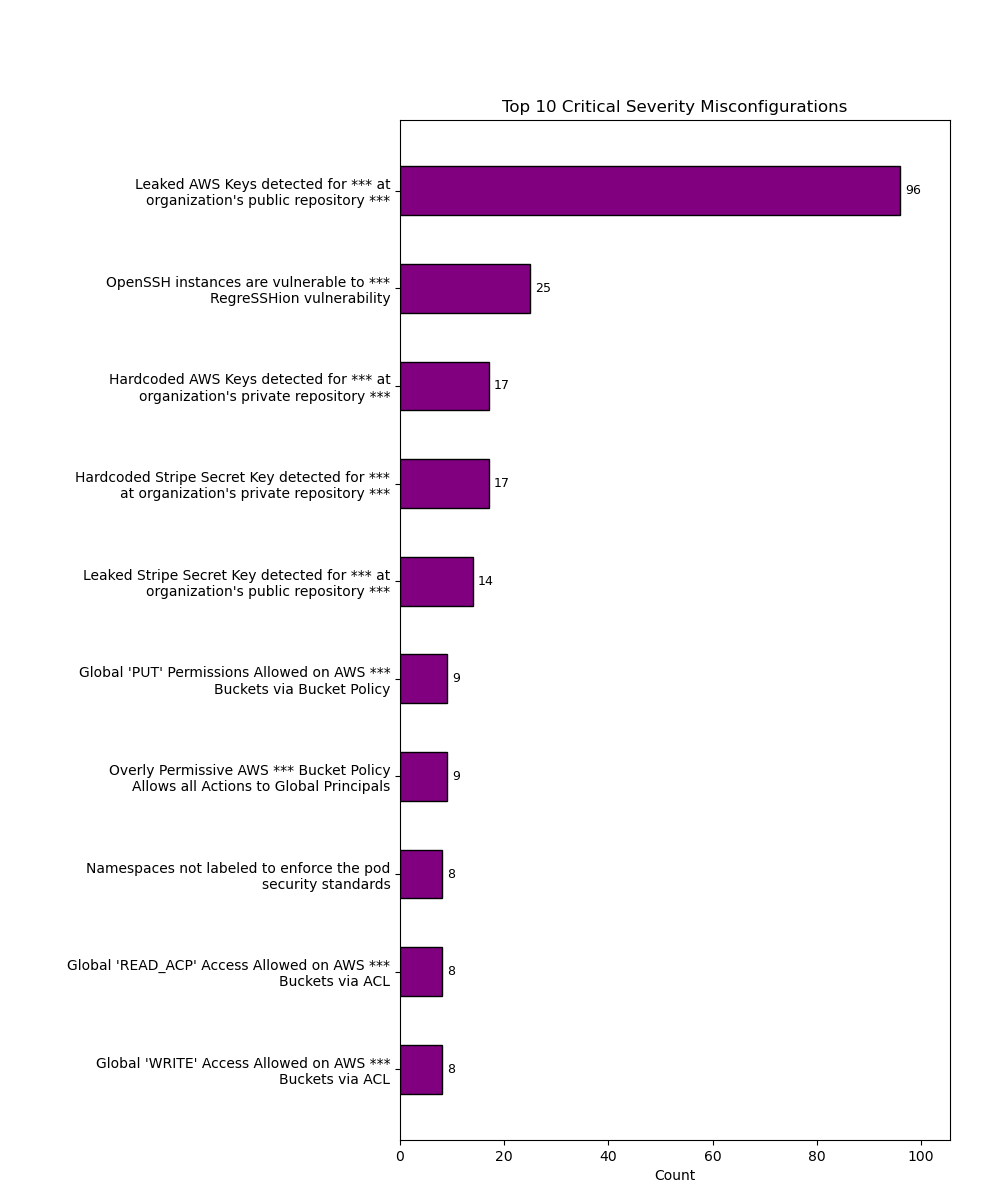 Top 10 Critical Severity Misconfigurations
Leaked AWS Keys detected for *** at
organization's public repository ***
96
OpenSSH instances are vulnerable to ***
RegreSSHion vulnerability
25
Hardcoded AWS Keys detected for *** at
organization's private repository ***
17
Hardcoded Stripe Secret Key detected for ***
at organization's private repository ***
17
Leaked Stripe Secret Key detected for *** at
organization's public repository ***
14
Global 'PUT' Permissions Allowed on AWS ***
Buckets via Bucket Policy
9
Overly Permissive AWS *** Bucket Policy
Allows all Actions to Global Principals
9
Namespaces not labeled to enforce the pod
security standards
8
Global 'READ_ACP' Access Allowed on AWS ***
Buckets via ACL
8
Global 'WRITE' Access Allowed on AWS ***
Buckets via ACL
8
0 20 40 60 80 100
Count